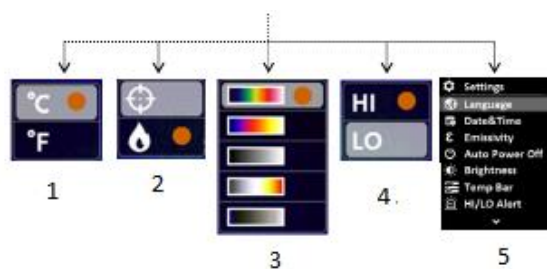 °C
°F
1
2
3
HI
LO
4.
Settings
Language
Date&Time
ε Emissivity
Auto Power Off
Brightness
Temp Bar
HI/LO Alert
5